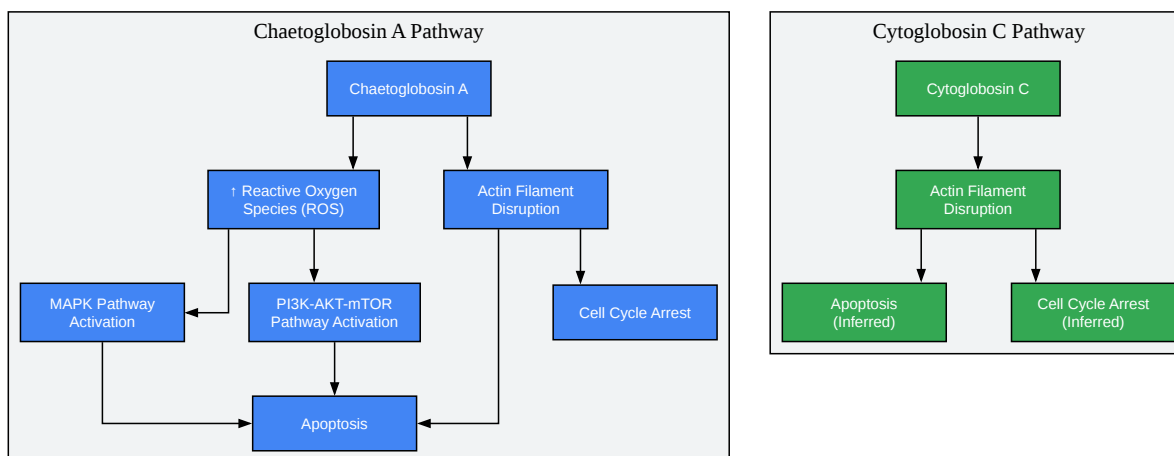 Chaetoglobosin A Pathway
Chaetoglobosin A
↑ Reactive Oxygen
Species (ROS)
Actin Filament
Disruption
MAPK Pathway
Activation
PI3K-AKT-mTOR
Pathway Activation
Cell Cycle Arrest
Apoptosis
Cytoglobosin C Pathway
Cytoglobosin C
Actin Filament
Disruption
Apoptosis
(Inferred)
Cell Cycle Arrest
(Inferred)